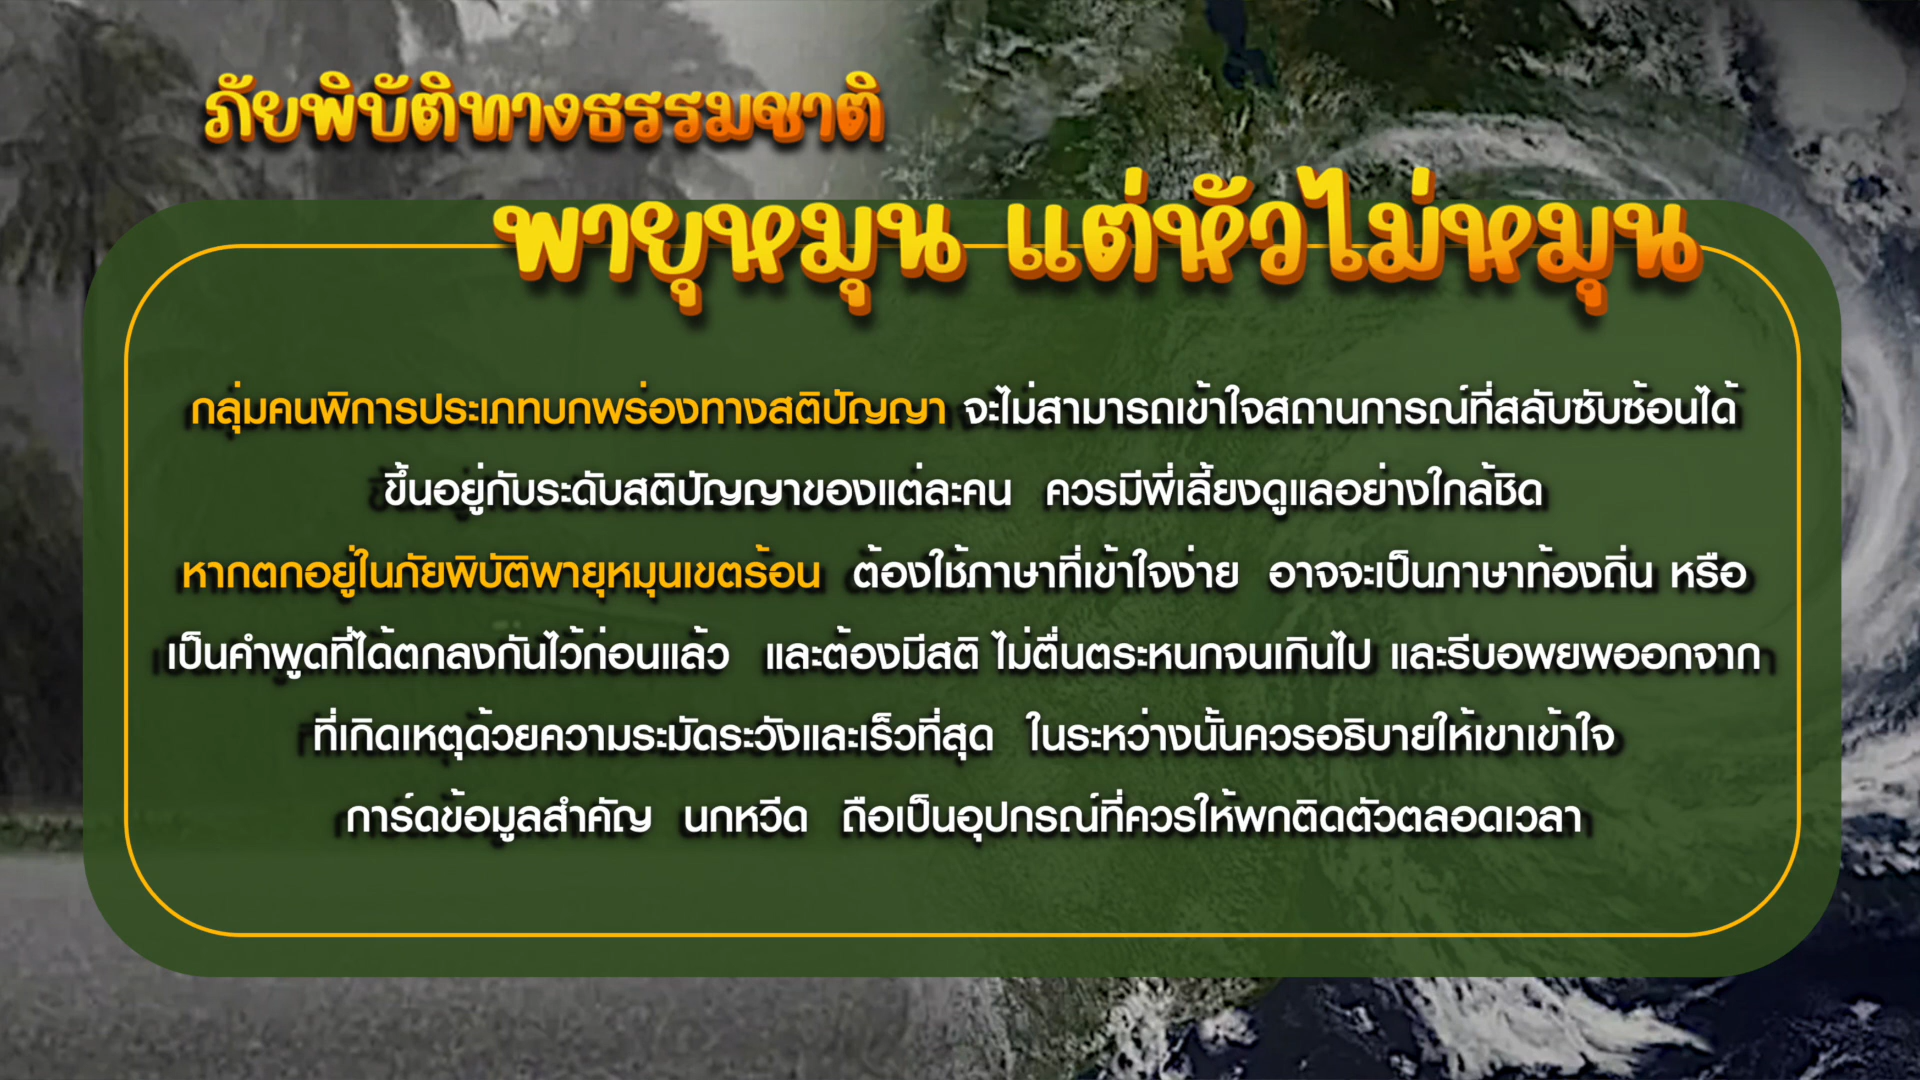 ภัยพิบัติทางธรรมชาติ
พายุหมุน แต่หัวไม่หมุน
กลุ่มคนพิการประเภทบกพร่องทางสติปัญญา จะไม่สามารถเข้าใจสถานการณ์ที่สลับซับซ้อนได้
ขึ้นอยู่กับระดับสติปัญญาของแต่ละคน ควรมีพี่เลี้ยงดูแลอย่างใกล้ชิด
หากตกอยู่ในภัยพิบัติพายุหมุนเขตร้อน ต้องใช้ภาษาที่เข้าใจง่าย อาจจะเป็นภาษาท้องถิ่น หรือ
เป็นคำพูดที่ได้ตกลงกันไว้ก่อนแล้ว และต้องมีสติ ไม่ตื่นตระหนกจนเกินไป และรีบอพยพออกจาก
ที่เกิดเหตุด้วยความระมัดระวังและเร็วที่สุด ในระหว่างนั้นควรอธิบายให้เขาเข้าใจ
การ์ดข้อมูลสำคัญ นกหวีด ถือเป็นอุปกรณ์ที่ควรให้พกติดตัวตลอดเวลา